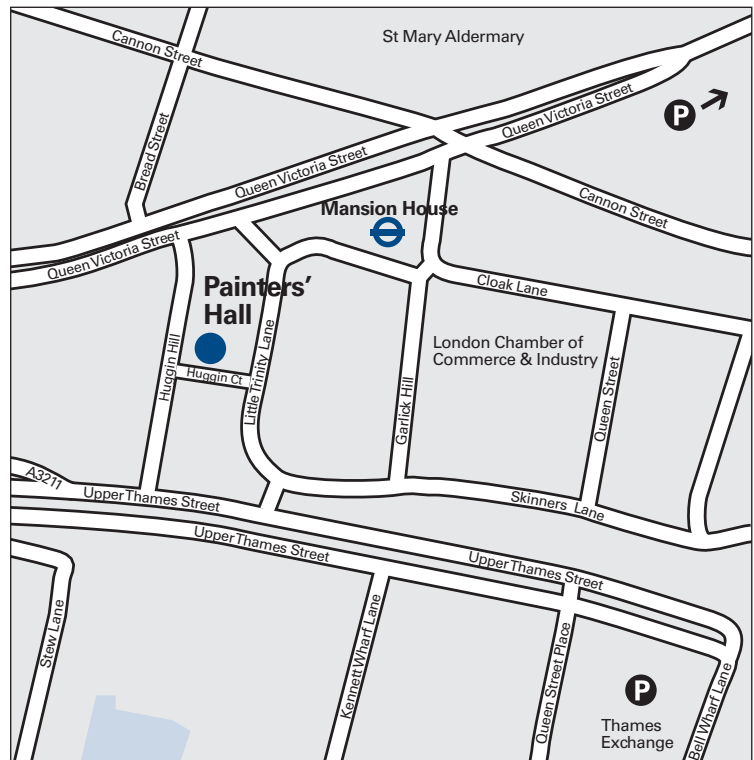 Cannon Street
St Mary Aldermary
Bread Street
Queen Victoria Street
P
Queen Victoria Street
Mansion House
Cannon Street
Queen Victoria Street
Painters'
Hall
Cloak Lane
Huggin Hill
Little Trinity Lane
London Chamber of
Commerce & Industry
Huggin Ct
Garlick Hill
Queen Street
A3211
Upper Thames Street
Skinners Lane
Upper Thames Street
Upper Thames Street
Stew Lane
Kennett Wharf Lane
Queen Street Place
P
Bell Wharf Lane
Thames
Exchange